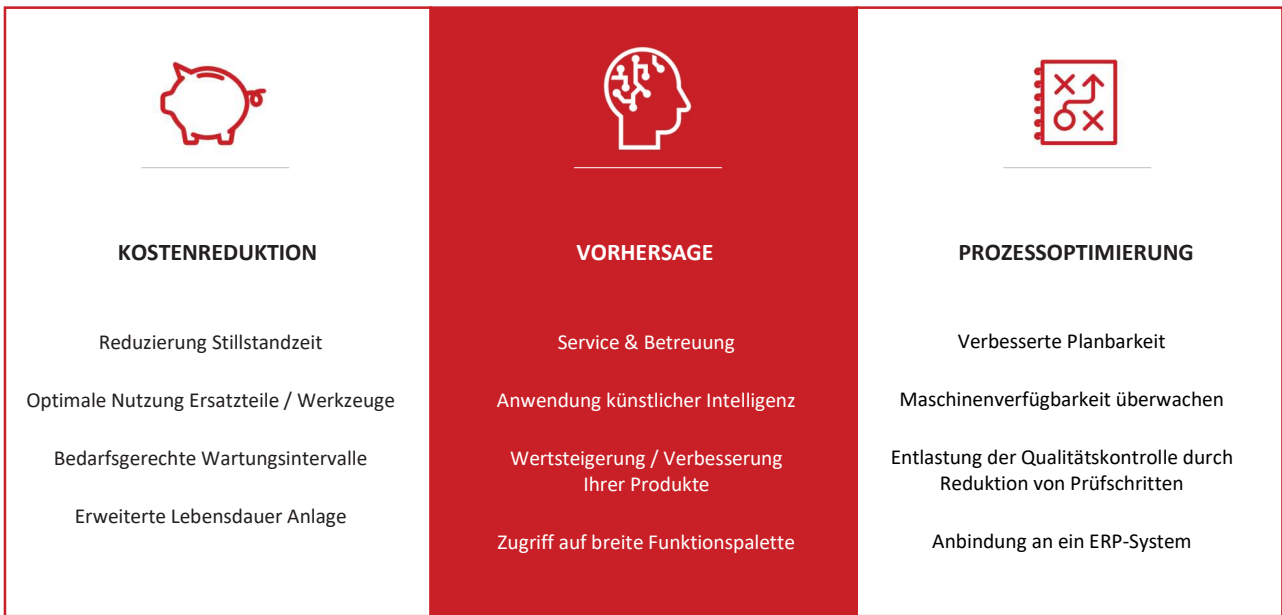 KOSTENREDUKTION
Reduzierung Stillstandzeit
Optimale Nutzung Ersatzteile / Werkzeuge
Bedarfsgerechte Wartungsintervalle
Erweiterte Lebensdauer Anlage
VORHERSAGE
Service & Betreuung
Anwendung künstlicher Intelligenz
Wertsteigerung / Verbesserung
Ihrer Produkte
Zugriff auf breite Funktionspalette
PROZESSOPTIMIERUNG
Verbesserte Planbarkeit
Maschinenverfügbarkeit überwachen
Entlastung der Qualitätskontrolle durch
Reduktion von Prüfschritten
Anbindung an ein ERP-System